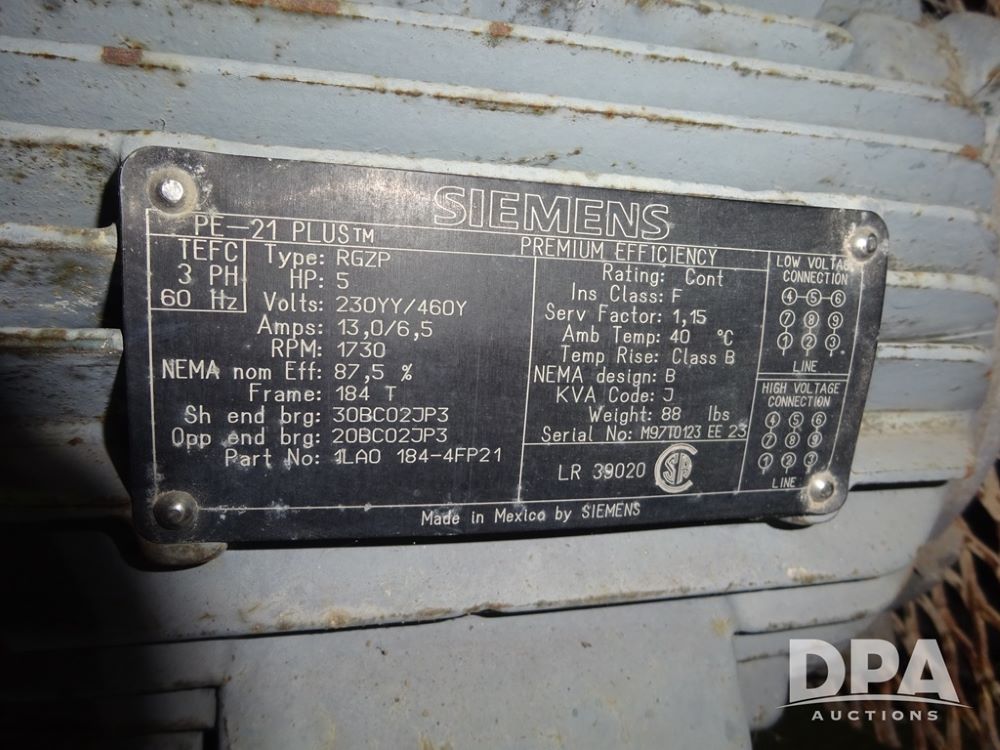 SIEMENS
PE-21 PLUS™
PREMIUM EFFICIENCY
TEFC
3 PH
60 Hz
Type: RGZP
HP: 5
Volts: 230YY/460Y
Amps: 13,0/6,5
RPM: 1730
NEMA nom Eff: 87,5 %
Frame: 184 T
Sh end brg: 30BC02JP3
Opp end brg: 20BC02JP3
Part No: 1LA0 184-4FP21
Rating: Cont
Ins Class: F
Serv Factor: 1,15
Amb Temp: 40 °C
Temp Rise: Class B
NEMA design: B
KVA Code: J
Weight: 88 lbs
Serial No: M97T0123 EE 23
LR 39020 SA
LOW VOLTAGE
CONNECTION
4-5-6
7 8 9
1 2 3
LINE
HIGH VOLTAGE
CONNECTION
4 5 6
7 8 9
1 2 3
LINE
Made in Mexico by SIEMENS
DPA
AUCTIONS